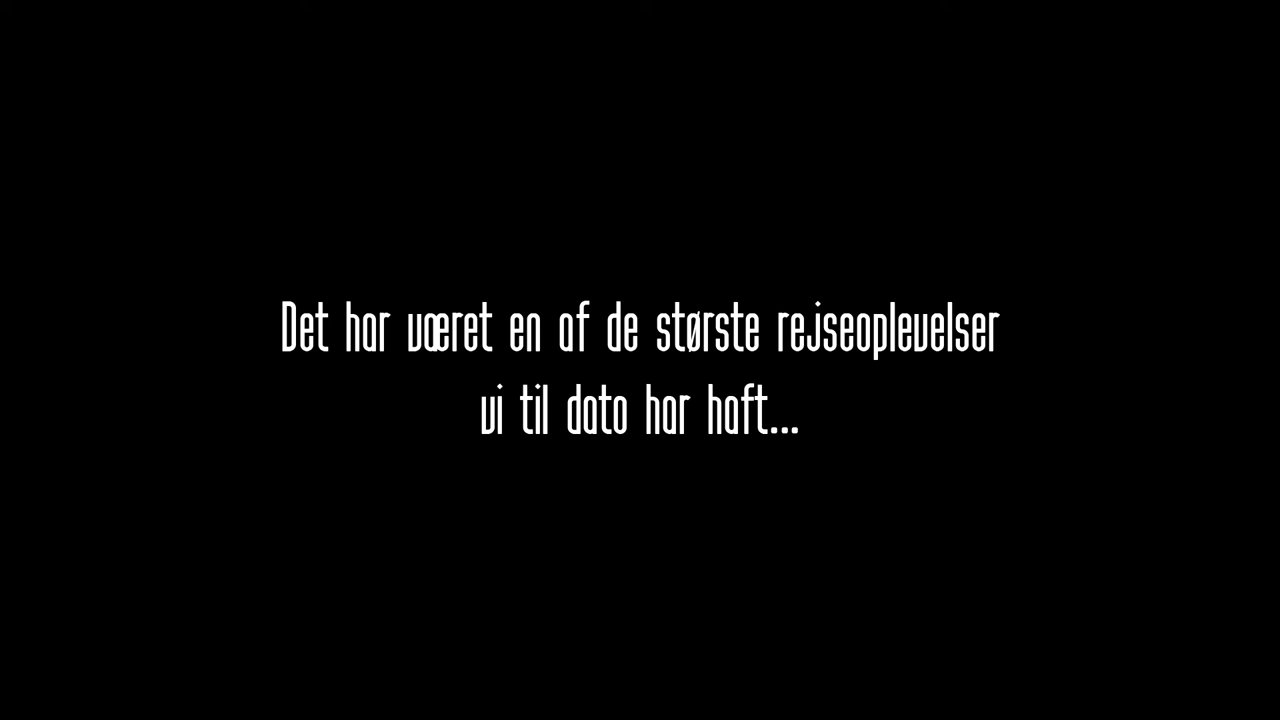 Det har været en af de største rejseoplevelser
vi til dato har haft...